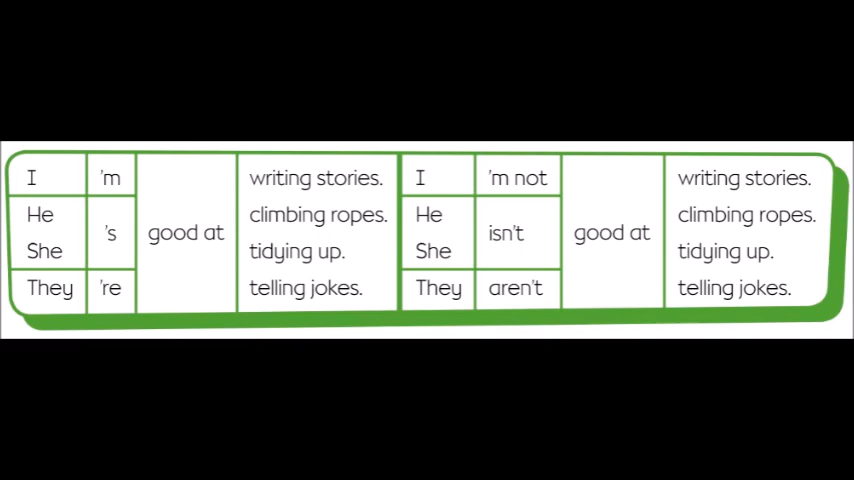 I 'm writing stories. I 'm not writing stories.
He climbing ropes. He climbing ropes.
's good at isn't good at
She tidying up. She tidying up.
They 're telling jokes. They aren't telling jokes.